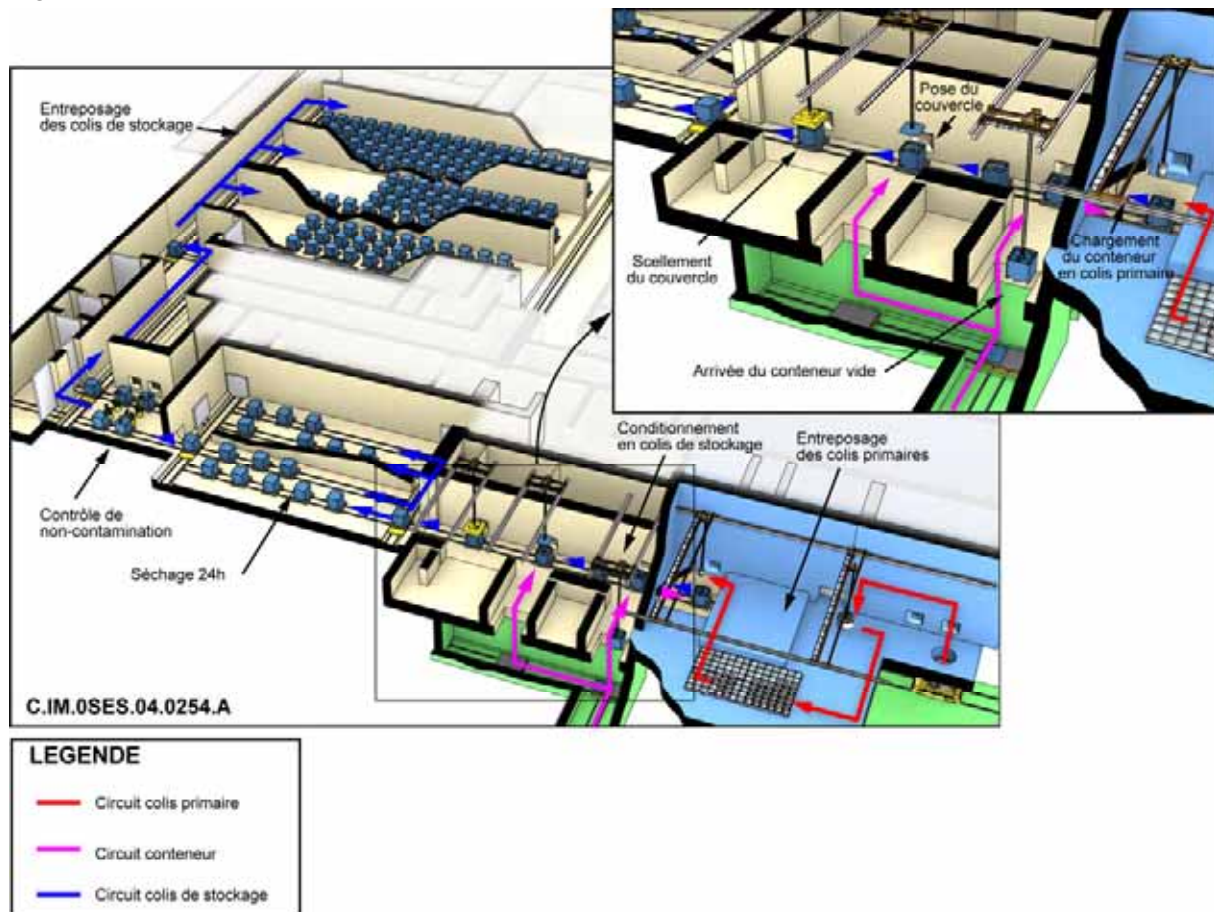 Entreposage
des colis de stockage
Pose du
couvercle
Scellement
du couvercle
Chargement
du conteneur
en colis primaire
Arrivée du conteneur vide
Conditionnement
en colis de stockage
Entreposage
des colis primaires
Contrôle de
non-contamination
Séchage 24h
C.IM.0SES.04.0254.A
LEGENDE
Circuit colis primaire
Circuit conteneur
Circuit colis de stockage